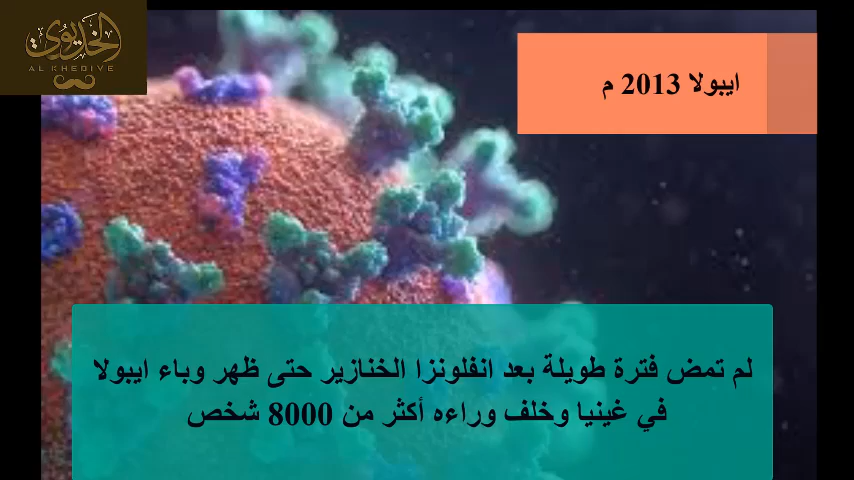 الخديوي
AL KHEDIVE
ايبولا 2013 م
لم تمض فترة طويلة بعد انفلونزا الخنازير حتى ظهر وباء ايبولا
في غينيا وخلف وراءه أكثر من 8000 شخص